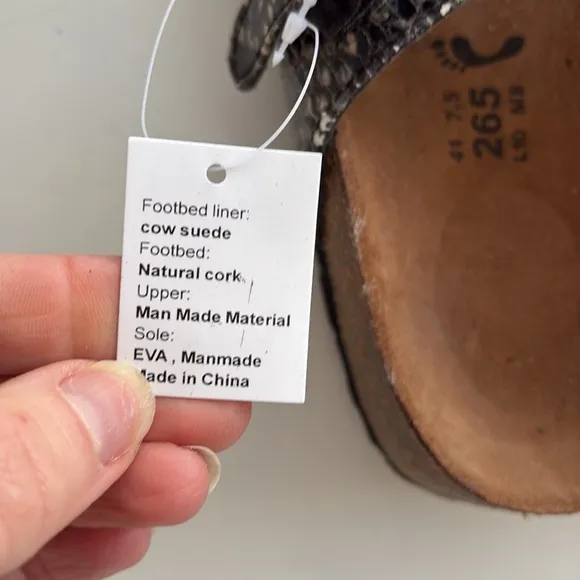 Footbed liner:
cow suede
Footbed:
Natural cork
Upper:
Man Made Material
Sole:
EVA , Manmade
Made in China
41 7,5
265
L10 M8